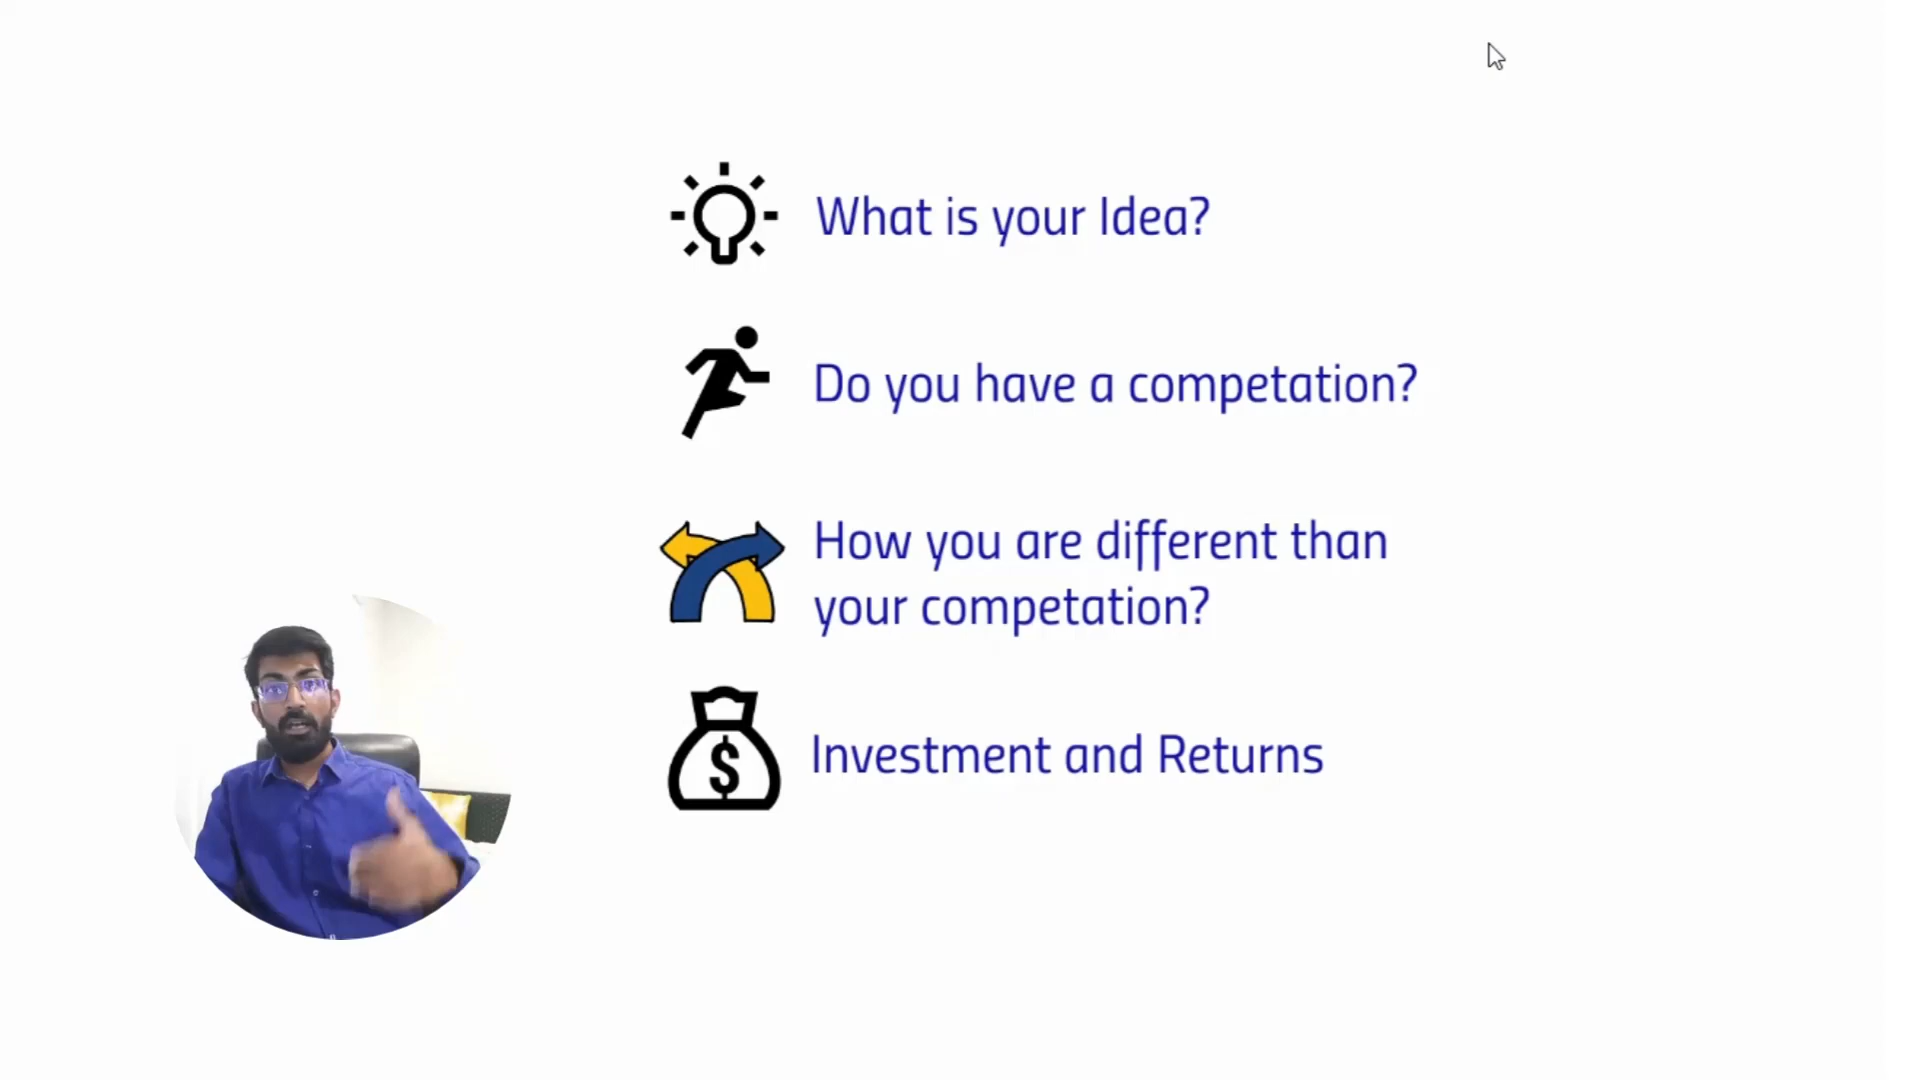 What is your Idea?
Do you have a competation?
How you are different than
your competation?
$
Investment and Returns